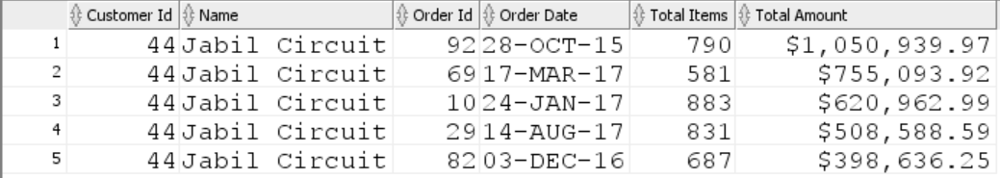 Customer Id Name Order Id Order Date Total Items Total Amount
1 44 Jabil Circuit 92 28-OCT-15 790 $1,050,939.97
2 44 Jabil Circuit 69 17-MAR-17 581 $755,093.92
3 44 Jabil Circuit 10 24-JAN-17 883 $620,962.99
4 44 Jabil Circuit 29 14-AUG-17 831 $508,588.59
5 44 Jabil Circuit 82 03-DEC-16 687 $398,636.25